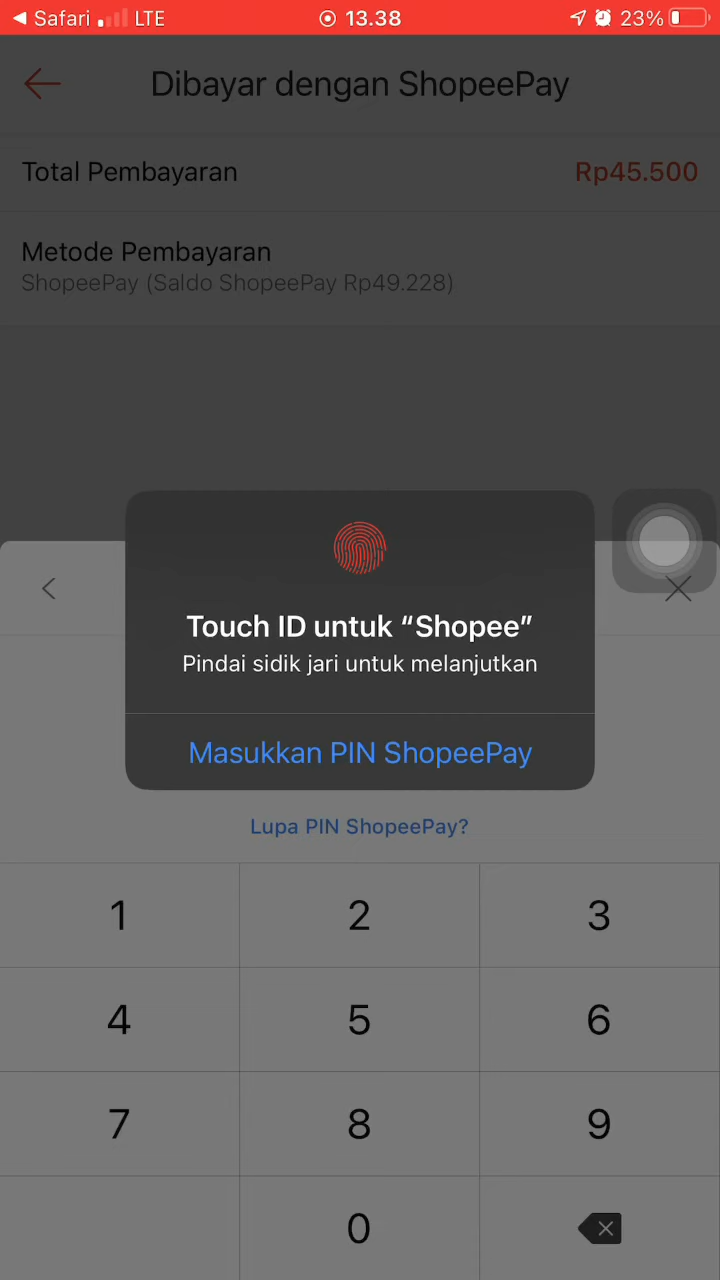 Safari LTE 13.38 23%
Dibayar dengan ShopeePay
Total Pembayaran Rp45.500
Metode Pembayaran
ShopeePay (Saldo ShopeePay Rp49.228)
Touch ID untuk “Shopee”
Pindai sidik jari untuk melanjutkan
Masukkan PIN ShopeePay
Lupa PIN ShopeePay?
1 2 3
4 5 6
7 8 9
0